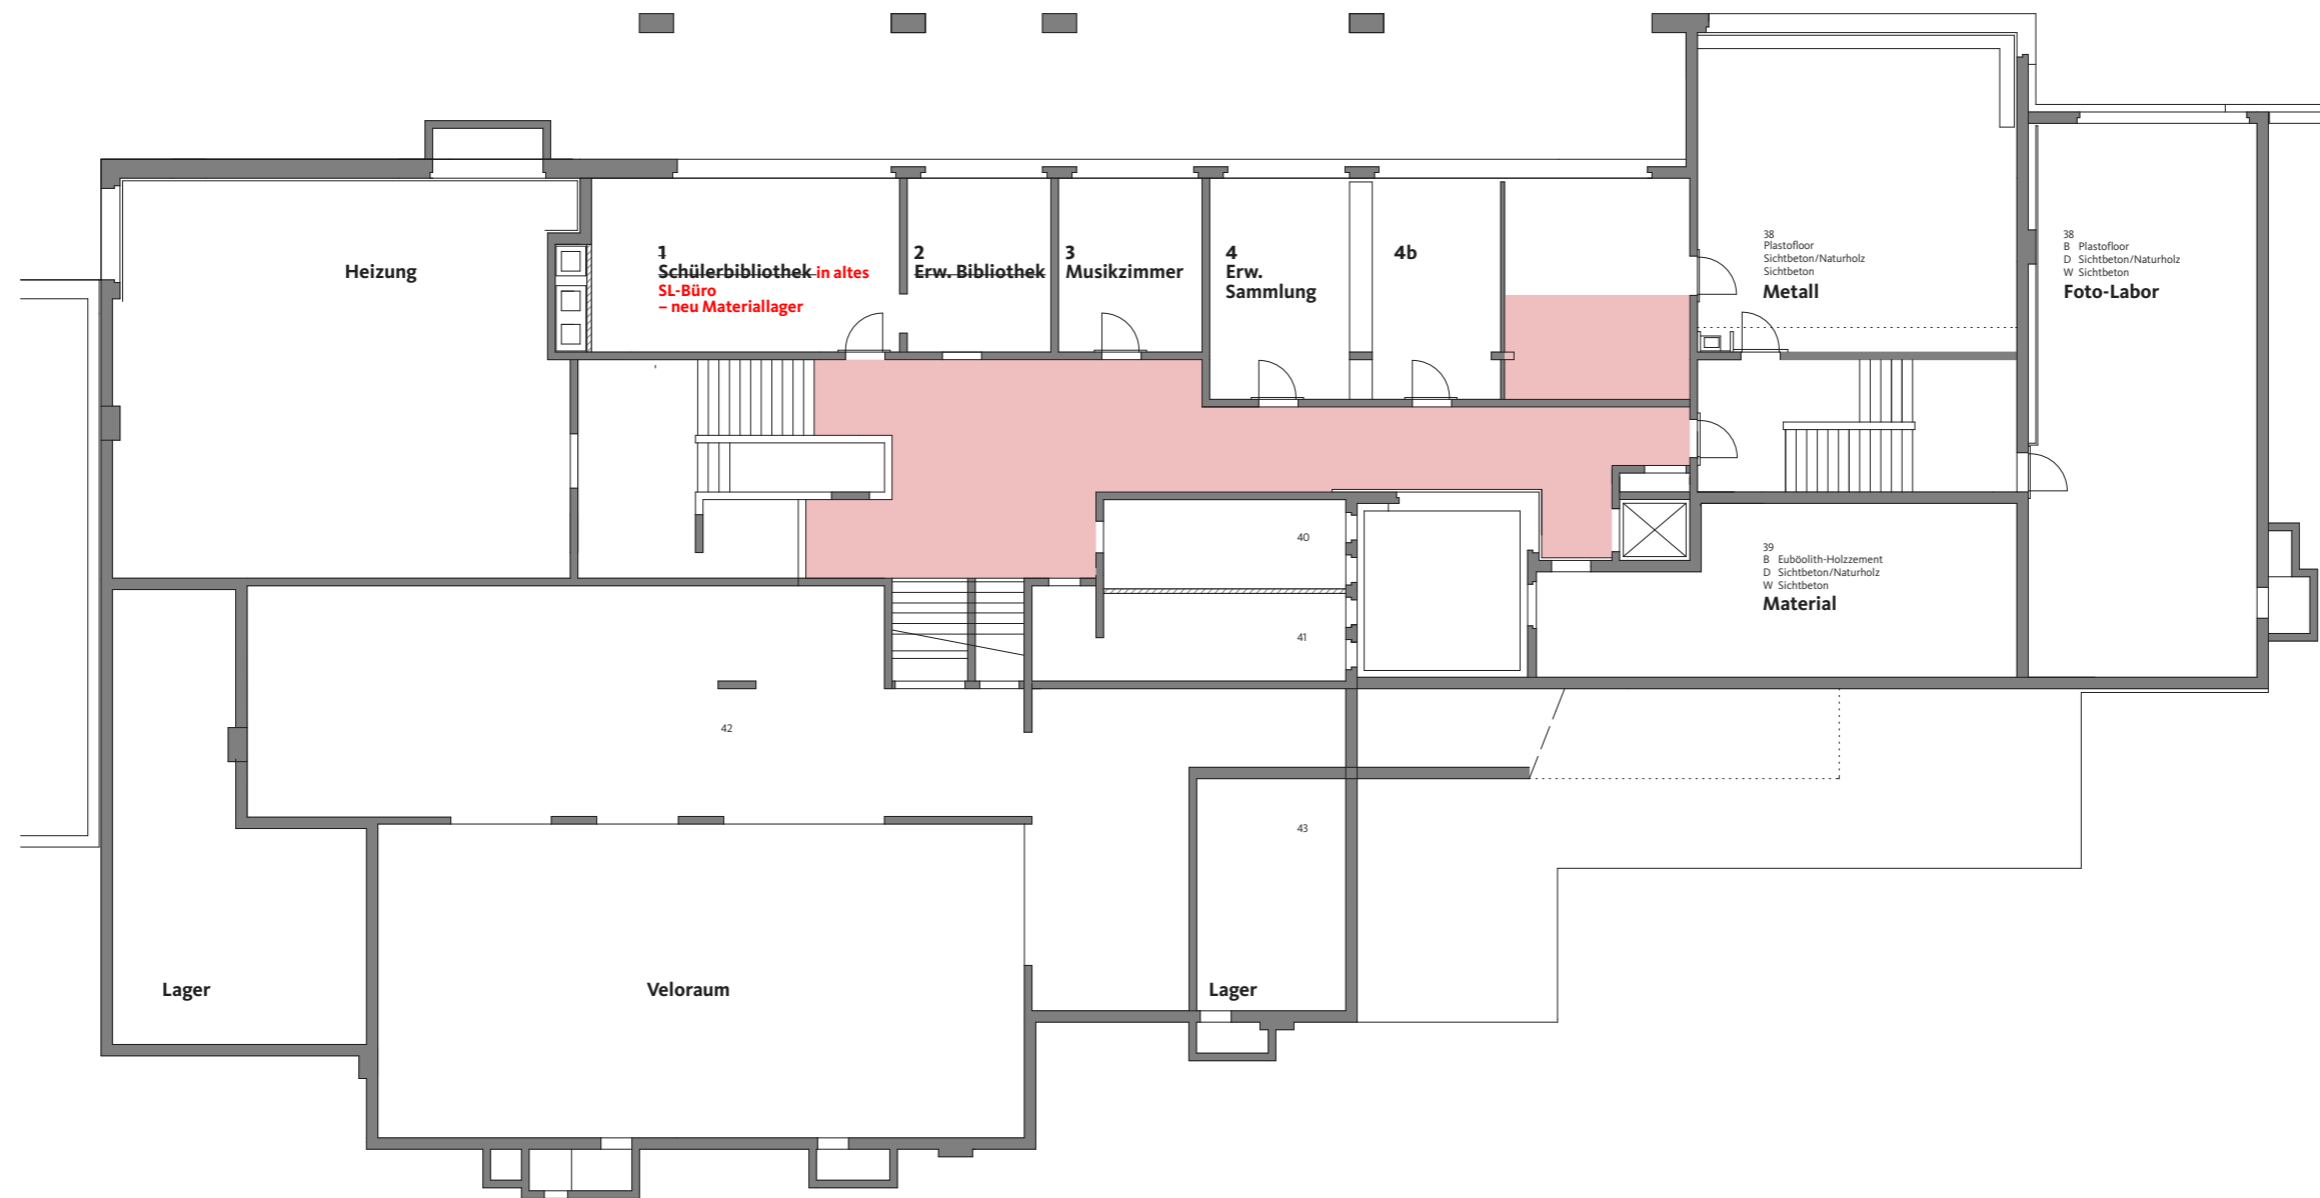 Heizung
1
Schülerbibliothek in altes
SL-Büro
– neu Materiallager
2
Erw. Bibliothek
3
Musikzimmer
4
Erw.
Sammlung
4b
38
Plastofloor
Sichtbeton/Naturholz
Sichtbeton
Metall
38
B Plastofloor
D Sichtbeton/Naturholz
W Sichtbeton
Foto-Labor
40
39
B Euböolith-Holzzement
D Sichtbeton/Naturholz
W Sichtbeton
Material
41
42
43
Lager
Veloraum
Lager